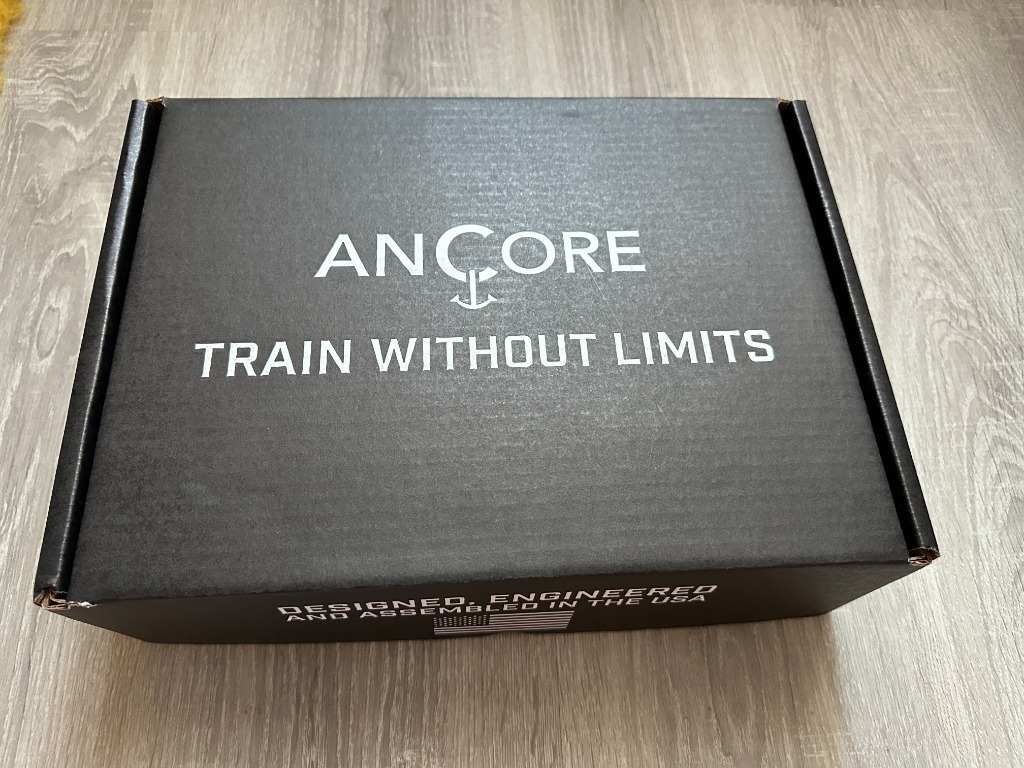 ANCORE
TRAIN WITHOUT LIMITS
DESIGNED, ENGINEERED
AND ASSEMBLED IN THE USA